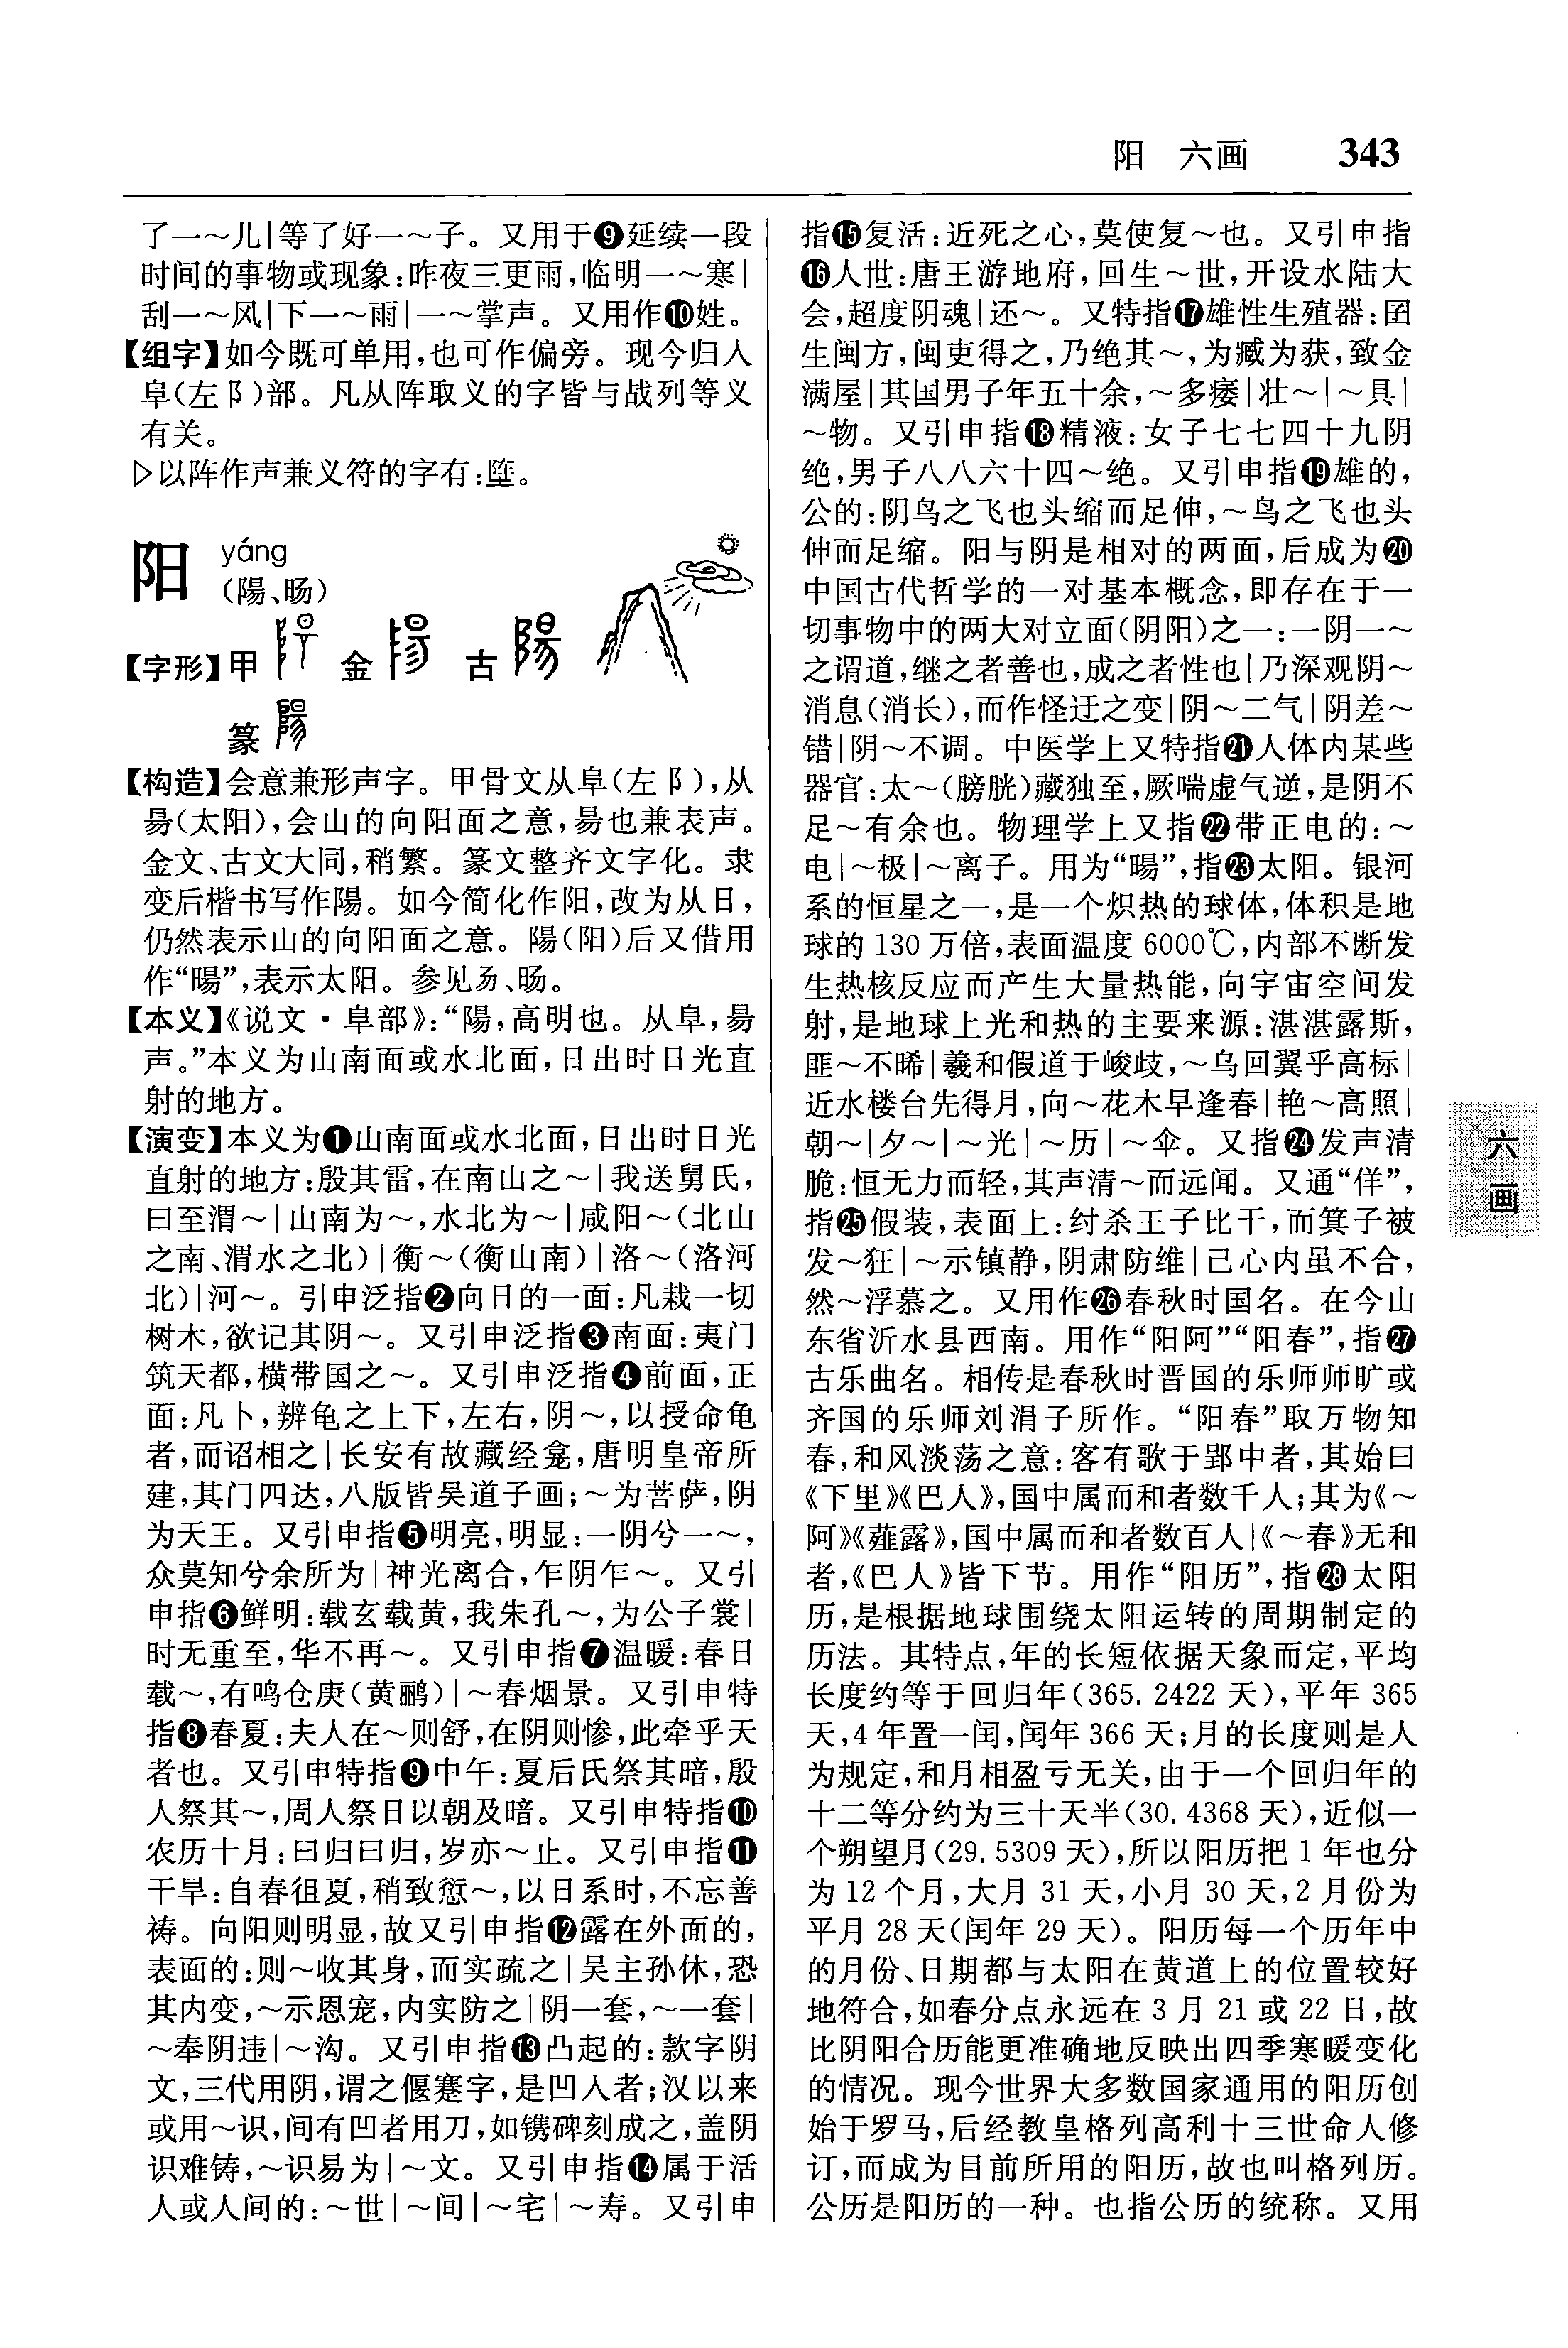 阳 六画 343
了一～儿|等了好一～子。又用于❾延续一段
时间的事物或现象:昨夜三更雨,临明一～寒|
刮一～风|下一～雨|一～掌声。又用作❿姓。
【组字】如今既可单用,也可作偏旁。现今归入
阜(左阝)部。凡从阵取义的字皆与战列等义
有关。
▷以阵作声兼义符的字有:。
阳 yáng
(陽、旸)
【字形】甲 金 古
篆
【构造】会意兼形声字。甲骨文从阜(左阝),从
昜(太阳),会山的向阳面之意,昜也兼表声。
金文、古文大同,稍繁。篆文整齐文字化。隶
变后楷书写作陽。如今简化作阳,改为从日,
仍然表示山的向阳面之意。陽(阳)后又借用
作“暘”,表示太阳。参见昜、旸。
【本义】《说文·阜部》:“陽,高明也。从阜,昜
声。”本义为山南面或水北面,日出时日光直
射的地方。
【演变】本义为❶山南面或水北面,日出时日光
直射的地方:殷其雷,在南山之～|我送舅氏,
曰至渭～|山南为～,水北为～|咸阳～(北山
之南、渭水之北)|衡～(衡山南)|洛～(洛河
北)|河～。引申泛指❷向日的一面:凡栽一切
树木,欲记其阴～。又引申泛指❸南面:夷门
筑天都,横带国之～。又引申泛指❹前面,正
面:凡卜,辨龟之上下,左右,阴～,以授命龟
者,而诏相之|长安有故藏经龛,唐明皇帝所
建,其门四达,八版皆吴道子画;～为菩萨,阴
为天王。又引申指❺明亮,明显:一阴兮一～,
众莫知兮余所为|神光离合,乍阴乍～。又引
申指❻鲜明:载玄载黄,我朱孔～,为公子裳|
时无重至,华不再～。又引申指❼温暖:春日
载～,有鸣仓庚(黄鹂)|～春烟景。又引申特
指❽春夏:夫人在～则舒,在阴则惨,此牵乎天
者也。又引申特指❾中午:夏后氏祭其暗,殷
人祭其～,周人祭日以朝及暗。又引申特指❿
农历十月:曰归曰归,岁亦～止。又引申指⓫
干旱:自春徂夏,稍致愆～,以日系时,不忘善
祷。向阳则明显,故又引申指⓬露在外面的,
表面的:则～收其身,而实疏之|吴主孙休,恐
其内变,～示恩宠,内实防之|阴一套,～一套|
～奉阴违|～沟。又引申指⓭凸起的:款字阴
文,三代用阴,谓之偃蹇字,是凹入者;汉以来
或用～识,间有凹者用刀,如镌碑刻成之,盖阴
识难铸,～识易为|～文。又引申指⓮属于活
人或人间的:～世|～间|～宅|～寿。又引申
指⓯复活:近死之心,莫使复～也。又引申指
⓰人世:唐王游地府,回生～世,开设水陆大
会,超度阴魂|还～。又特指⓱雄性生殖器:囝
生闽方,闽吏得之,乃绝其～,为臧为获,致金
满屋|其国男子年五十余,～多痿|壮～|～具|
～物。又引申指⓲精液:女子七七四十九阴
绝,男子八八六十四～绝。又引申指⓳雄的,
公的:阴鸟之飞也头缩而足伸,～鸟之飞也头
伸而足缩。阳与阴是相对的两面,后成为⓴
中国古代哲学的一对基本概念,即存在于一
切事物中的两大对立面(阴阳)之一:一阴一～
之谓道,继之者善也,成之者性也|乃深观阴～
消息(消长),而作怪迂之变|阴～二气|阴差～
错|阴～不调。中医学上又特指㉑人体内某些
器官:太～(膀胱)藏独至,厥喘虚气逆,是阴不
足～有余也。物理学上又指㉒带正电的:～
电|～极|～离子。用为“暘”,指㉓太阳。银河
系的恒星之一,是一个炽热的球体,体积是地
球的130万倍,表面温度6000℃,内部不断发
生热核反应而产生大量热能,向宇宙空间发
射,是地球上光和热的主要来源:湛湛露斯,
匪～不晞|羲和假道于峻歧,～乌回翼乎高标|
近水楼台先得月,向～花木早逢春|艳～高照|
朝～|夕～|～光|～历|～伞。又指㉔发声清
脆:恒无力而轻,其声清～而远闻。又通“佯”,
指㉕假装,表面上:纣杀王子比干,而箕子被
发～狂|～示镇静,阴肃防维|己心内虽不合,
然～浮慕之。又用作㉖春秋时国名。在今山
东省沂水县西南。用作“阳阿”“阳春”,指㉗
古乐曲名。相传是春秋时晋国的乐师师旷或
齐国的乐师刘涓子所作。“阳春”取万物知
春,和风淡荡之意:客有歌于郢中者,其始曰
《下里》《巴人》,国中属而和者数千人;其为《～
阿》《薤露》,国中属而和者数百人|《～春》无和
者,《巴人》皆下节。用作“阳历”,指㉘太阳
历,是根据地球围绕太阳运转的周期制定的
历法。其特点,年的长短依据天象而定,平均
长度约等于回归年(365.2422天),平年365
天,4年置一闰,闰年366天;月的长度则是人
为规定,和月相盈亏无关,由于一个回归年的
十二等分约为三十天半(30.4368天),近似一
个朔望月(29.5309天),所以阳历把1年也分
为12个月,大月31天,小月30天,2月份为
平月28天(闰年29天)。阳历每一个历年中
的月份、日期都与太阳在黄道上的位置较好
地符合,如春分点永远在3月21或22日,故
比阴阳合历能更准确地反映出四季寒暖变化
的情况。现今世界大多数国家通用的阳历创
始于罗马,后经教皇格列高利十三世命人修
订,而成为目前所用的阳历,故也叫格列历。
公历是阳历的一种。也指公历的统称。又用
六
画